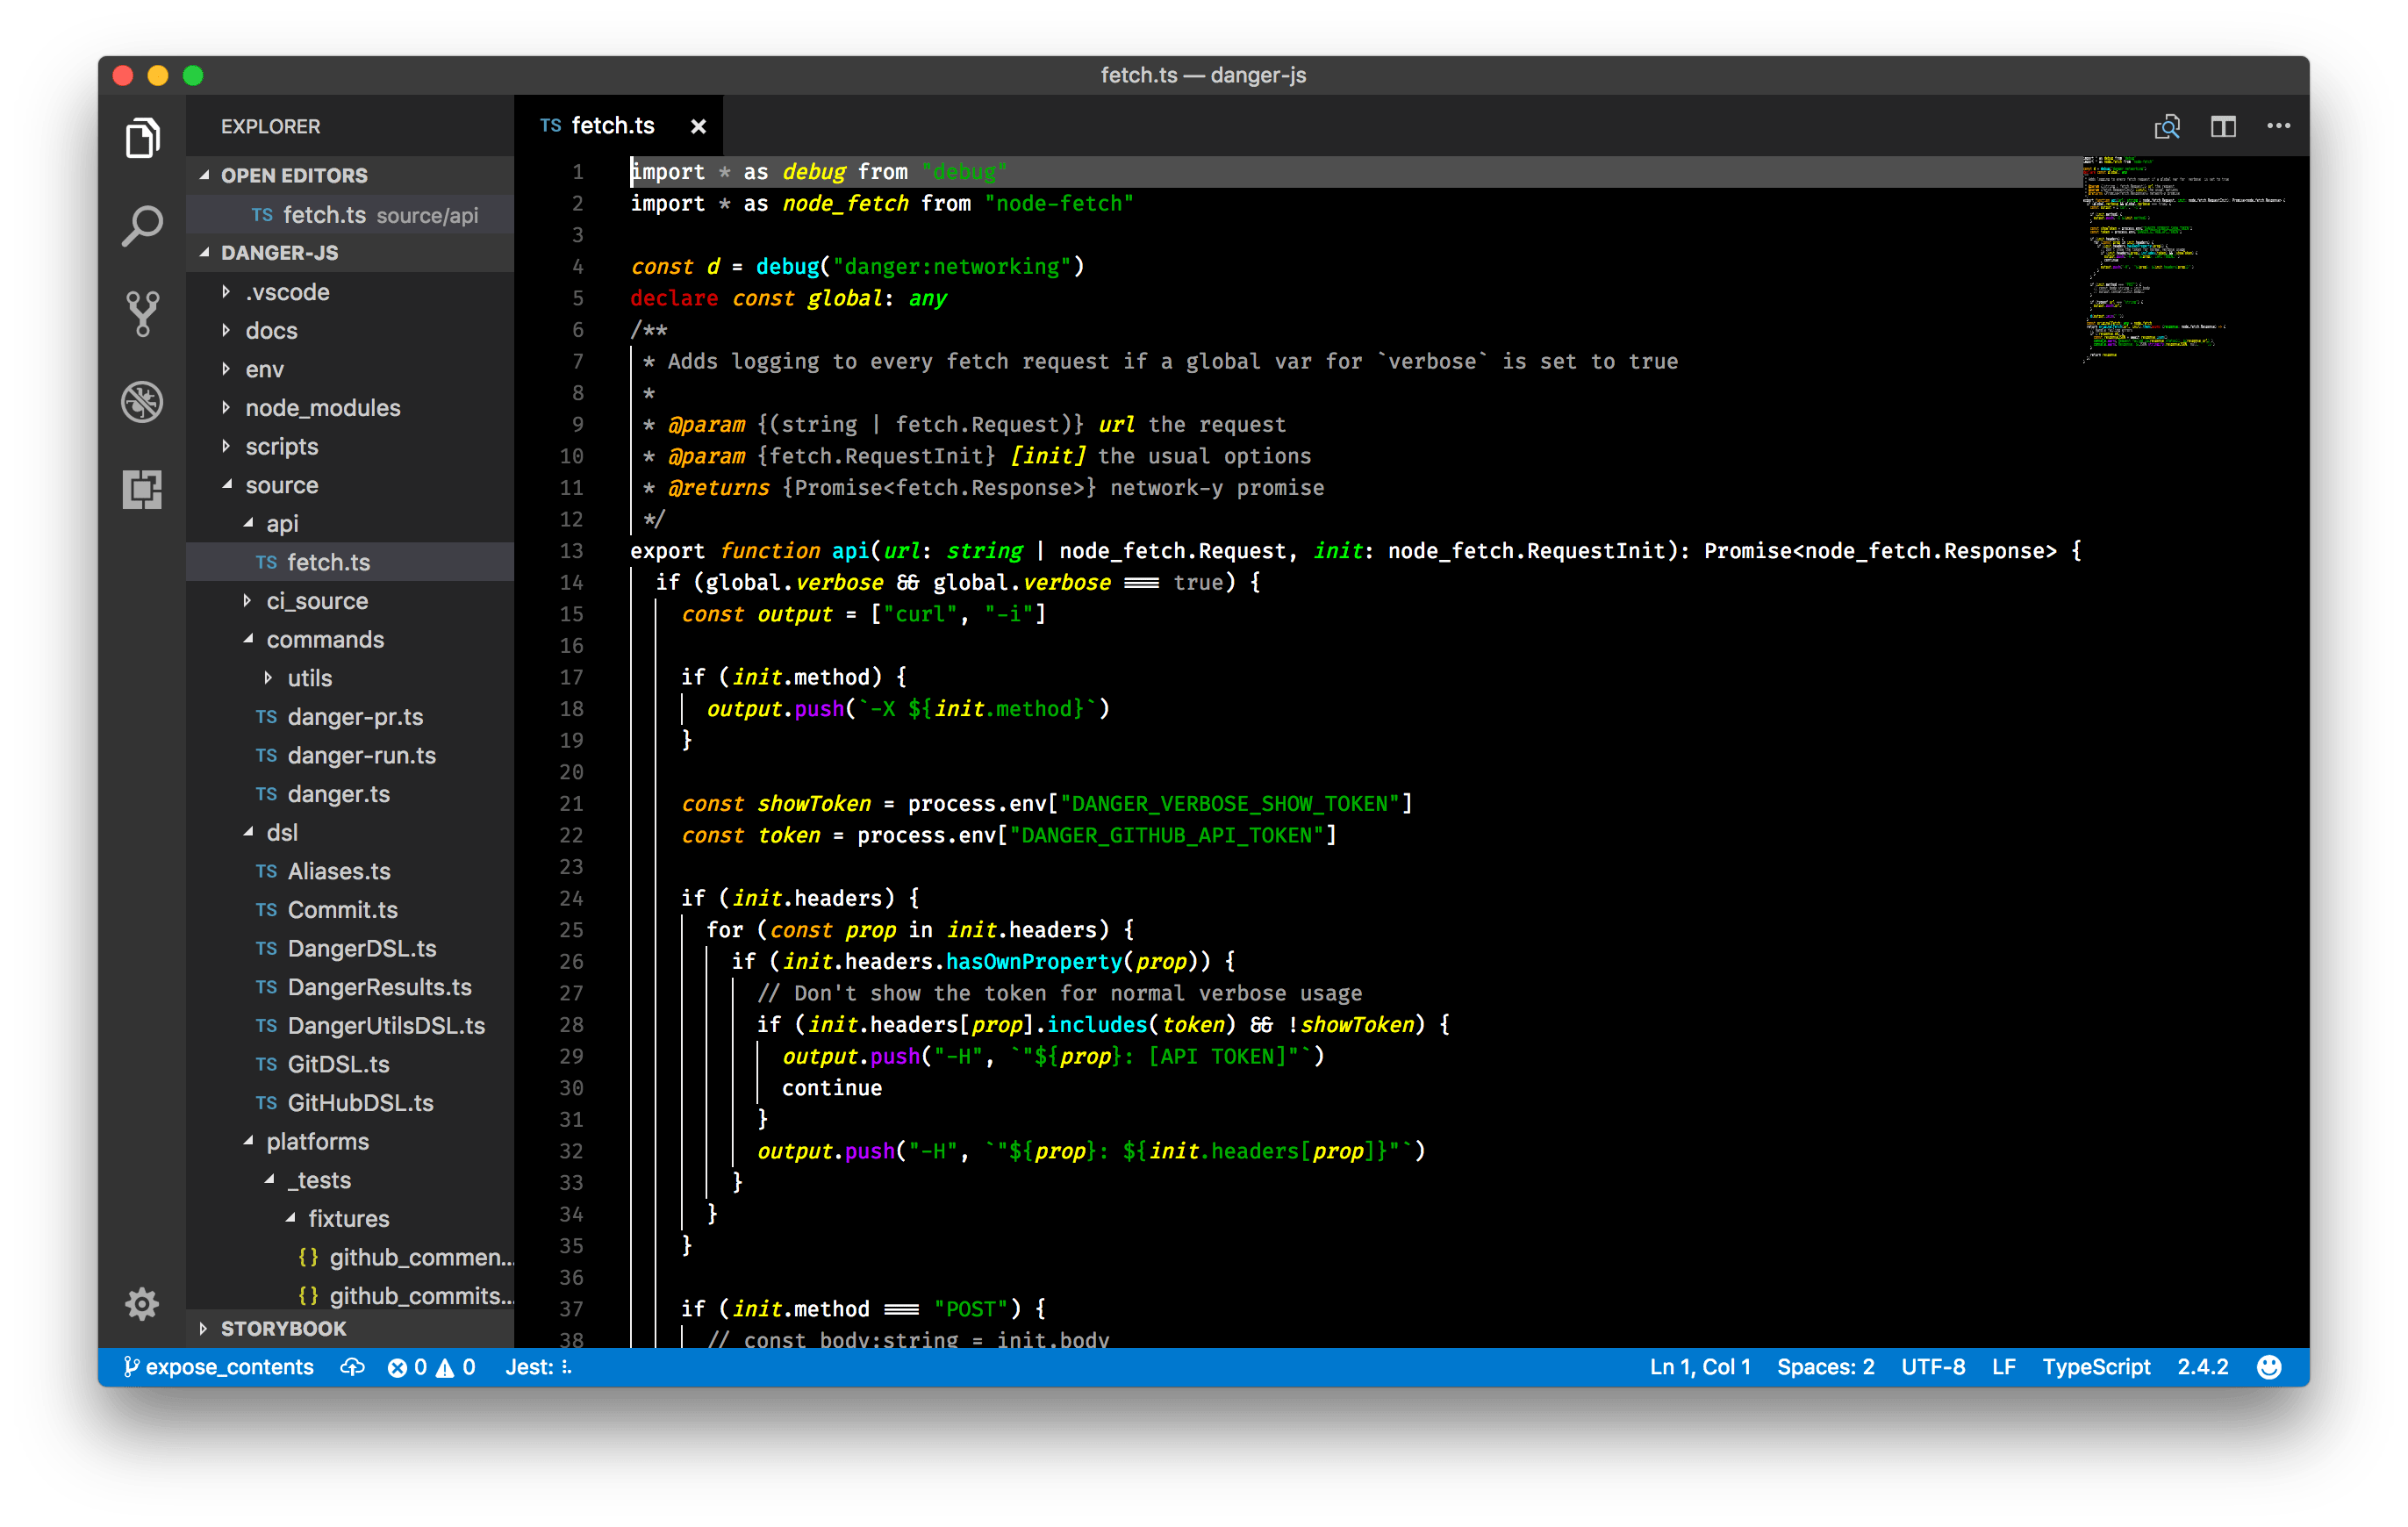 fetch.ts — danger-js
EXPLORER
OPEN EDITORS
TS fetch.ts source/api
DANGER-JS
.vscode
docs
env
node_modules
scripts
source
api
TS fetch.ts
ci_source
commands
utils
TS danger-pr.ts
TS danger-run.ts
TS danger.ts
dsl
TS Aliases.ts
TS Commit.ts
TS DangerDSL.ts
TS DangerResults.ts
TS DangerUtilsDSL.ts
TS GitDSL.ts
TS GitHubDSL.ts
platforms
_tests
fixtures
{} github_commen...
{} github_commits...
STORYBOOK
TS fetch.ts ×
1 import * as debug from "debug"
2 import * as node_fetch from "node-fetch"
3
4 const d = debug("danger:networking")
5 declare const global: any
6 /**
7 * Adds logging to every fetch request if a global var for `verbose` is set to true
8 *
9 * @param {(string | fetch.Request)} url the request
10 * @param {fetch.RequestInit} [init] the usual options
11 * @returns {Promise<fetch.Response>} network-y promise
12 */
13 export function api(url: string | node_fetch.Request, init: node_fetch.RequestInit): Promise<node_fetch.Response> {
14 if (global.verbose && global.verbose === true) {
15 const output = ["curl", "-i"]
16
17 if (init.method) {
18 output.push(`-X ${init.method}`)
19 }
20
21 const showToken = process.env["DANGER_VERBOSE_SHOW_TOKEN"]
22 const token = process.env["DANGER_GITHUB_API_TOKEN"]
23
24 if (init.headers) {
25 for (const prop in init.headers) {
26 if (init.headers.hasOwnProperty(prop)) {
27 // Don't show the token for normal verbose usage
28 if (init.headers[prop].includes(token) && !showToken) {
29 output.push("-H", `"${prop}: [API TOKEN]"`)
30 continue
31 }
32 output.push("-H", `"${prop}: ${init.headers[prop]}"`)
33 }
34 }
35 }
36
37 if (init.method === "POST") {
38 // const body:string = init.body
expose_contents 0 0 Jest:
Ln 1, Col 1 Spaces: 2 UTF-8 LF TypeScript 2.4.2